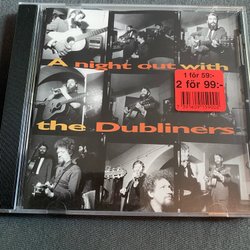 A night out with
1 för 59:-
2 för 99:-
the Dubliners